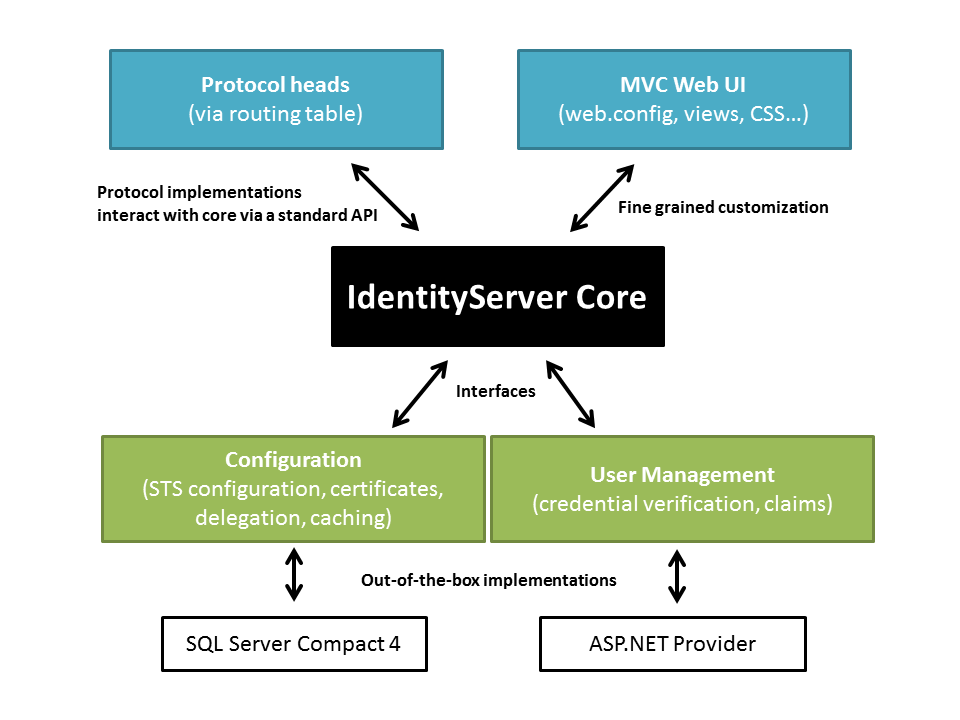 Protocol heads
(via routing table)
MVC Web UI
(web.config, views, CSS...)
Protocol implementations
interact with core via a standard API
Fine grained customization
IdentityServer Core
Interfaces
Configuration
(STS configuration, certificates,
delegation, caching)
User Management
(credential verification, claims)
Out-of-the-box implementations
SQL Server Compact 4
ASP.NET Provider